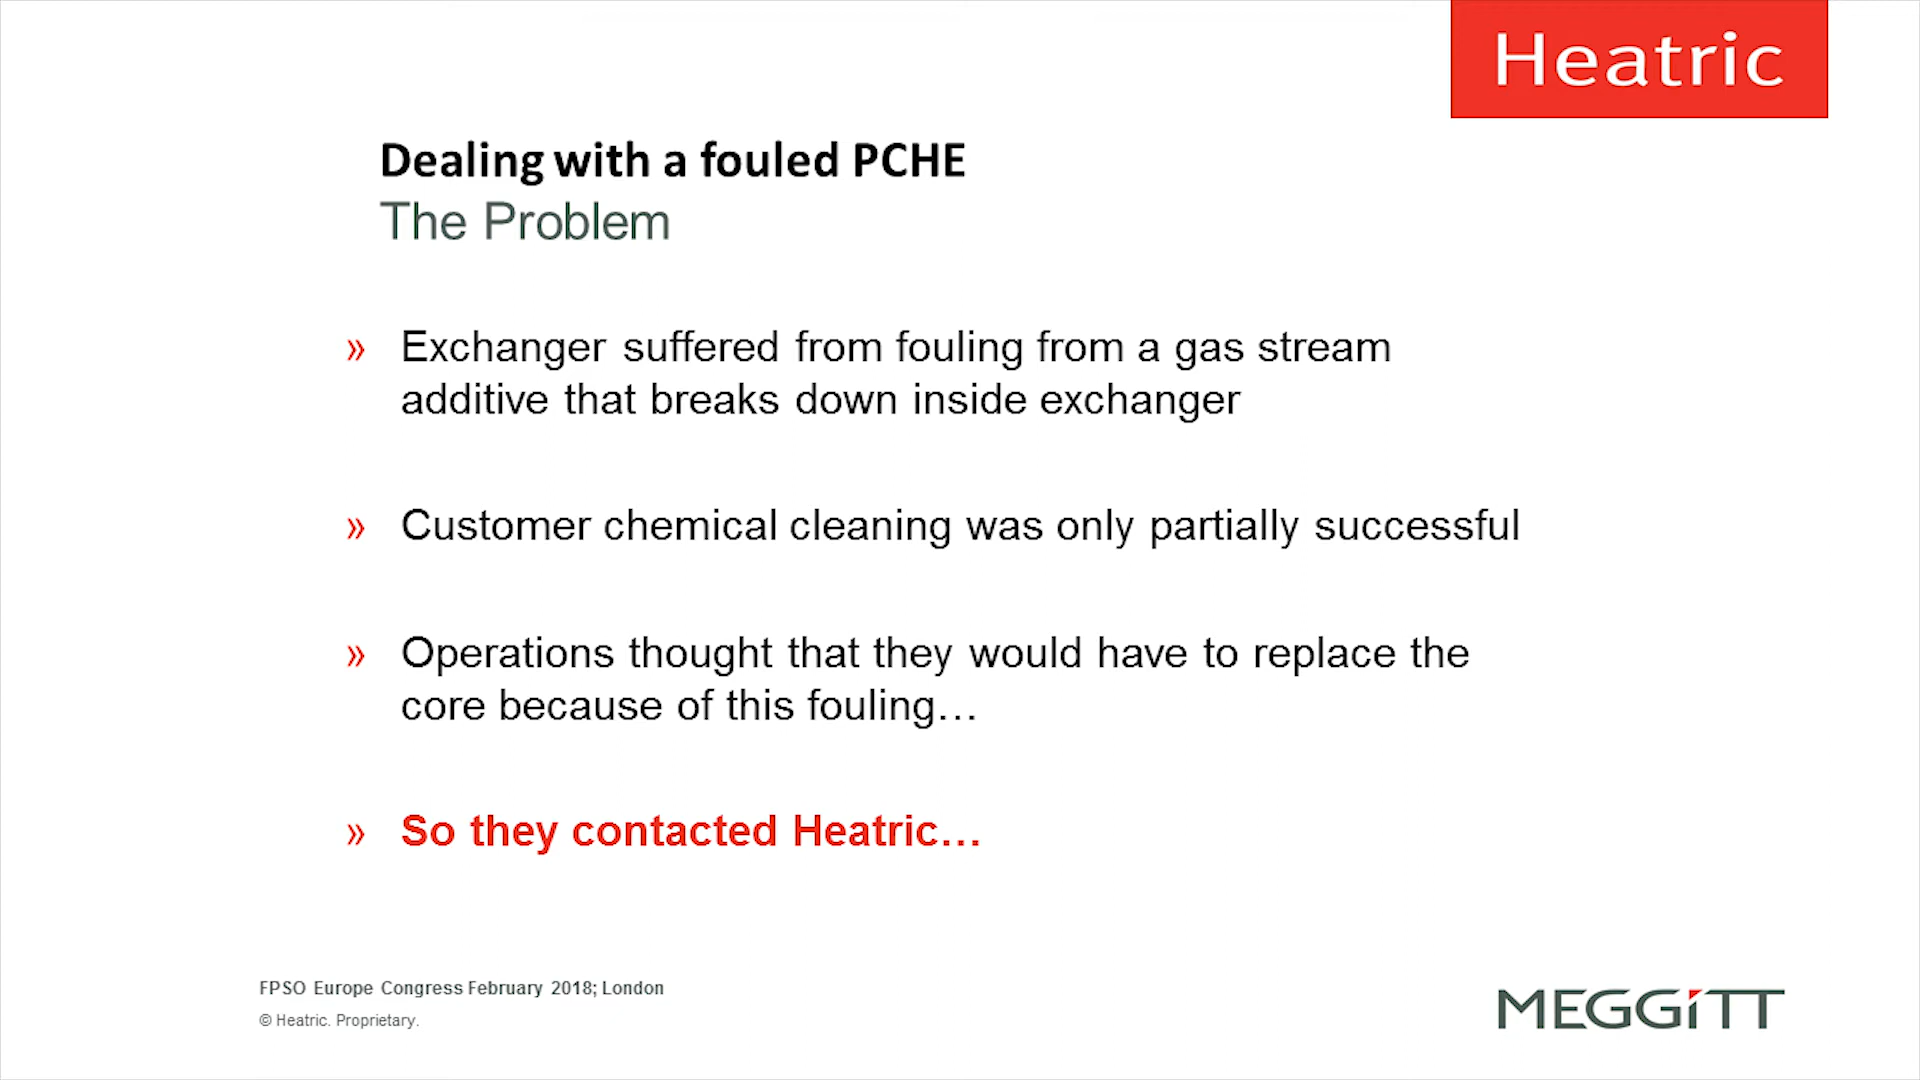 Heatric
Dealing with a fouled PCHE
The Problem
» Exchanger suffered from fouling from a gas stream
additive that breaks down inside exchanger
» Customer chemical cleaning was only partially successful
» Operations thought that they would have to replace the
core because of this fouling…
» So they contacted Heatric…
FPSO Europe Congress February 2018; London
© Heatric. Proprietary.
MEGGiTT